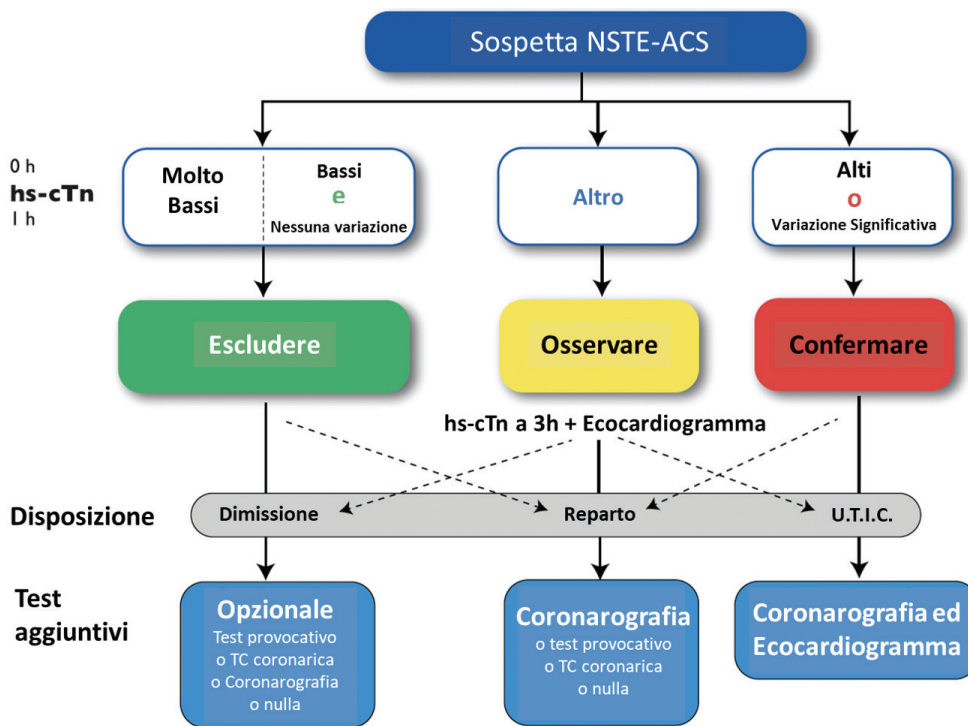 Sospetta NSTE-ACS
0 h
hs-cTn
1 h
Molto
Bassi
Bassi
e
Nessuna variazione
Altro
Alti
o
Variazione Significativa
Escludere
Osservare
Confermare
hs-cTn a 3h + Ecocardiogramma
Disposizione
Dimissione
Reparto
U.T.I.C.
Test
aggiuntivi
Opzionale
Test provocativo
o TC coronarica
o Coronarografia
o nulla
Coronarografia
o test provocativo
o TC coronarica
o nulla
Coronarografia ed
Ecocardiogramma